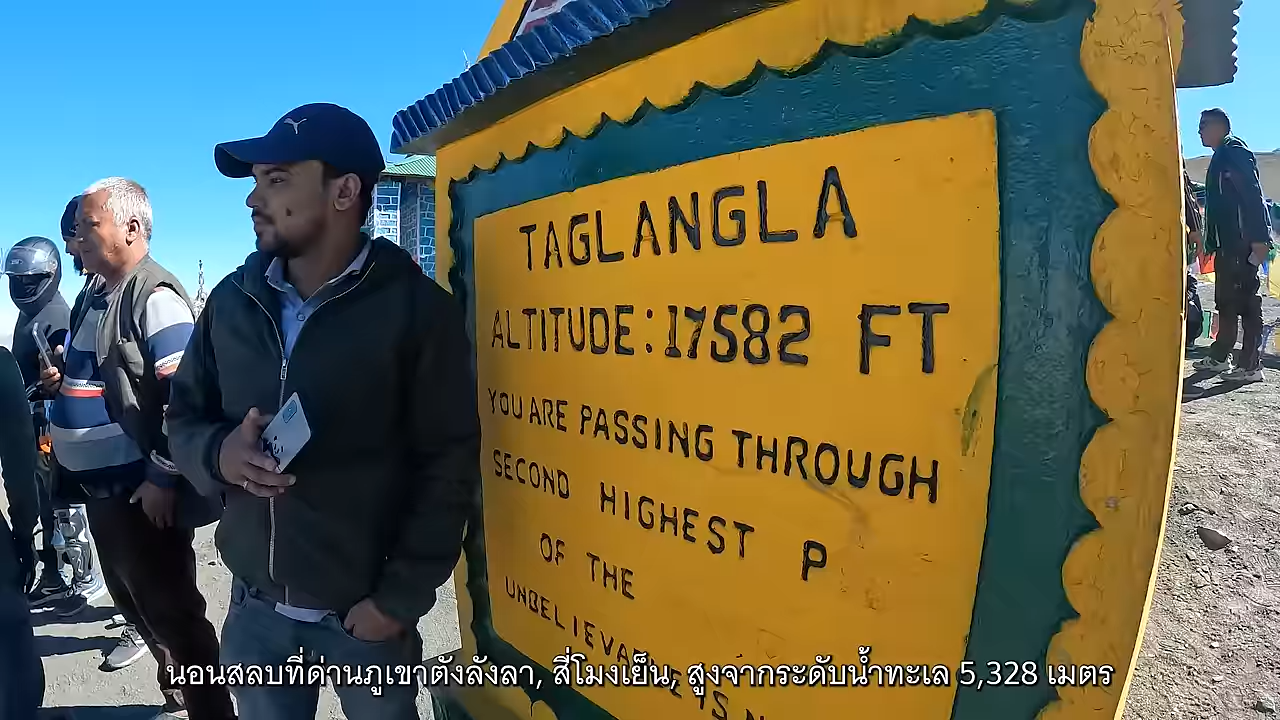 TAGLANGLA
ALTITUDE: 17582 FT
YOU ARE PASSING THROUGH
SECOND HIGHEST P
OF THE
UNBELIEVA
IS N
นอนสลบที่ด่านภูเขาตังลังลา, สี่โมงเย็น, สูงจากระดับน้ำทะเล 5,328 เมตร